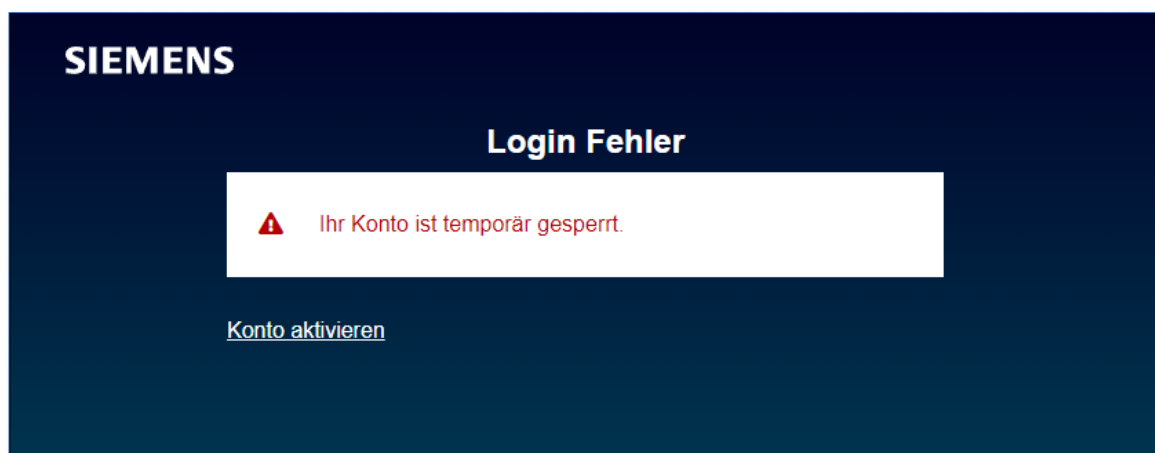 SIEMENS
Login Fehler
Ihr Konto ist temporär gesperrt.
Konto aktivieren